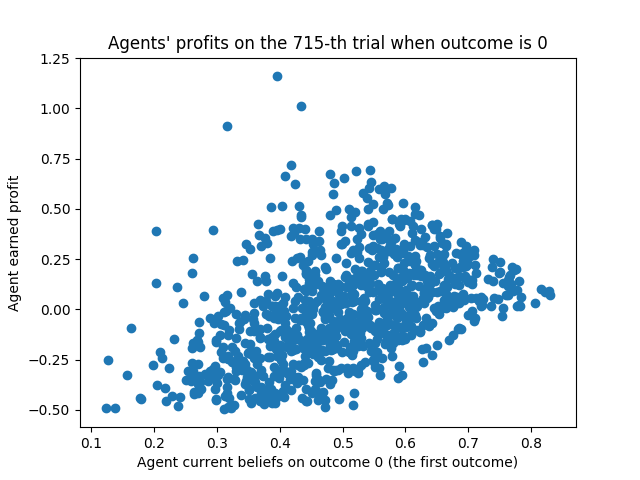 Agents' profits on the 715-th trial when outcome is 0
1.25
1.00
0.75
0.50
0.25
0.00
−0.25
−0.50
Agent earned profit
0.1 0.2 0.3 0.4 0.5 0.6 0.7 0.8
Agent current beliefs on outcome 0 (the first outcome)